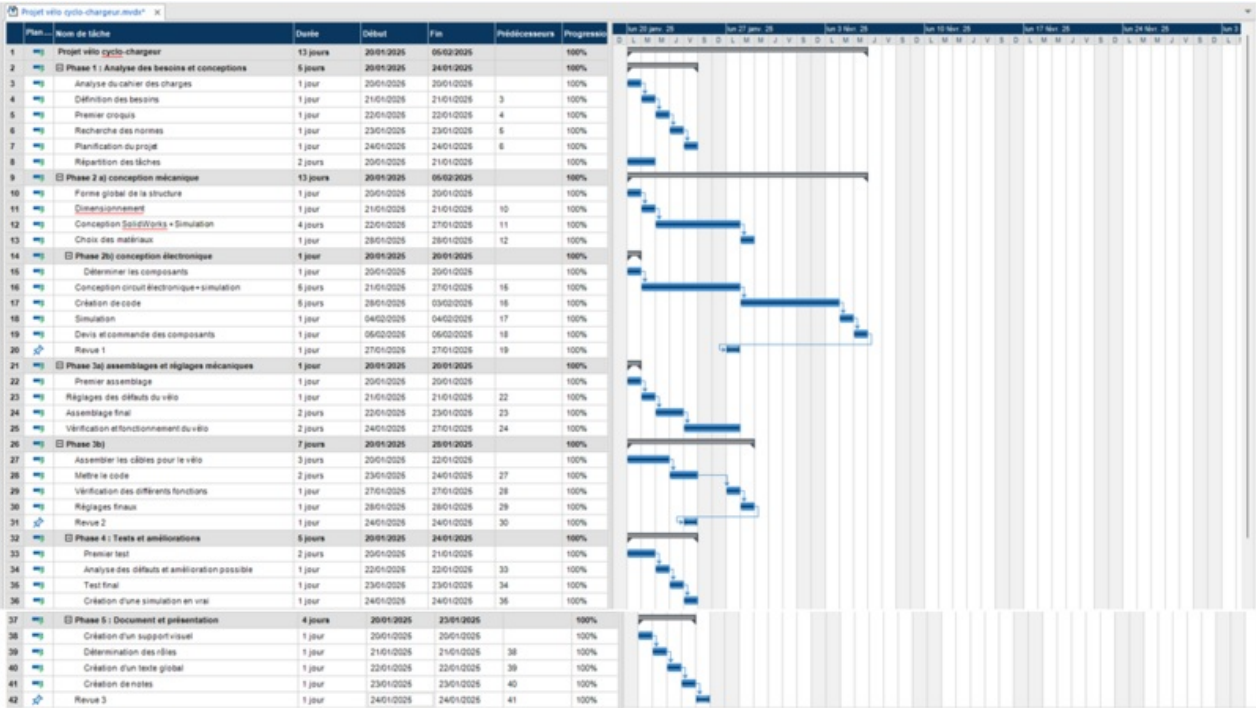 Projet vélo cyclo-chargeur.mvdx* ×
Plan... Nom de tâche Durée Début Fin Prédécesseurs Progressio lun 20 janv. 25 lun 27 janv. 25 lun 3 févr. 25 lun 10 févr. 25 lun 17 févr. 25 lun 24 févr. 25 lun 3
D L M M J V S D L M M J V S D L M M J V S D L M M J V S D L M M J V S D L M M J V S D L
1 Projet vélo cyclo-chargeur 13 jours 20/01/2025 05/02/2025 100%
2 Phase 1 : Analyse des besoins et conceptions 5 jours 20/01/2025 24/01/2025 100%
3 Analyse du cahier des charges 1 jour 20/01/2025 20/01/2025 100%
4 Définition des besoins 1 jour 21/01/2025 21/01/2025 3 100%
5 Premier croquis 1 jour 22/01/2025 22/01/2025 4 100%
6 Recherche des normes 1 jour 23/01/2025 23/01/2025 5 100%
7 Planification du projet 1 jour 24/01/2025 24/01/2025 6 100%
8 Répartition des tâches 2 jours 20/01/2025 21/01/2025 100%
9 Phase 2 a) conception mécanique 13 jours 20/01/2025 05/02/2025 100%
10 Forme global de la structure 1 jour 20/01/2025 20/01/2025 100%
11 Dimensionnement 1 jour 21/01/2025 21/01/2025 10 100%
12 Conception SolidWorks + Simulation 4 jours 22/01/2025 27/01/2025 11 100%
13 Choix des matériaux 1 jour 28/01/2025 28/01/2025 12 100%
14 Phase 2b) conception électronique 1 jour 20/01/2025 20/01/2025 100%
15 Déterminer les composants 1 jour 20/01/2025 20/01/2025 100%
16 Conception circuit électronique + simulation 5 jours 21/01/2025 27/01/2025 15 100%
17 Création de code 5 jours 28/01/2025 03/02/2025 16 100%
18 Simulation 1 jour 04/02/2025 04/02/2025 17 100%
19 Devis et commande des composants 1 jour 05/02/2025 05/02/2025 18 100%
20 Revue 1 1 jour 27/01/2025 27/01/2025 19 100%
21 Phase 3a) assemblages et réglages mécaniques 1 jour 20/01/2025 20/01/2025 100%
22 Premier assemblage 1 jour 20/01/2025 20/01/2025 100%
23 Réglages des défauts du vélo 1 jour 21/01/2025 21/01/2025 22 100%
24 Assemblage final 2 jours 22/01/2025 23/01/2025 23 100%
25 Vérification et fonctionnement du vélo 2 jours 24/01/2025 27/01/2025 24 100%
26 Phase 3b) 7 jours 20/01/2025 28/01/2025 100%
27 Assembler les câbles pour le vélo 3 jours 20/01/2025 22/01/2025 100%
28 Mettre le code 2 jours 23/01/2025 24/01/2025 27 100%
29 Vérification des différents fonctions 1 jour 27/01/2025 27/01/2025 28 100%
30 Réglages finaux 1 jour 28/01/2025 28/01/2025 29 100%
31 Revue 2 1 jour 24/01/2025 24/01/2025 30 100%
32 Phase 4 : Tests et améliorations 5 jours 20/01/2025 24/01/2025 100%
33 Premier test 2 jours 20/01/2025 21/01/2025 100%
34 Analyse des défauts et amélioration possible 1 jour 22/01/2025 22/01/2025 33 100%
35 Test final 1 jour 23/01/2025 23/01/2025 34 100%
36 Création d'une simulation en vrai 1 jour 24/01/2025 24/01/2025 35 100%
37 Phase 5 : Document et présentation 4 jours 20/01/2025 23/01/2025 100%
38 Création d'un support visuel 1 jour 20/01/2025 20/01/2025 100%
39 Détermination des rôles 1 jour 21/01/2025 21/01/2025 38 100%
40 Création d'un texte global 1 jour 22/01/2025 22/01/2025 39 100%
41 Création de notes 1 jour 23/01/2025 23/01/2025 40 100%
42 Revue 3 1 jour 24/01/2025 24/01/2025 41 100%